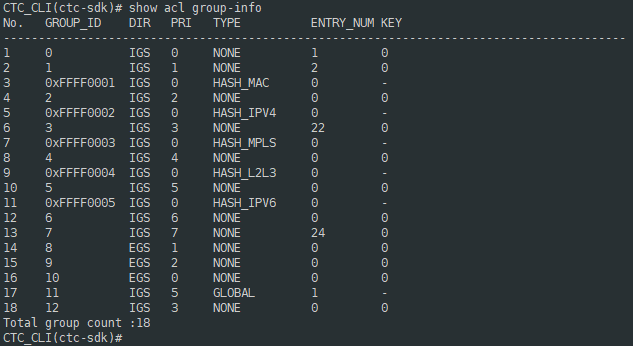 CTC_CLI(ctc-sdk)# show acl group-info
No.   GROUP_ID    DIR   PRI   TYPE          ENTRY_NUM KEY
-----------------------------------------------------------------------------------------
1     0           IGS   0     NONE          1         0
2     1           IGS   1     NONE          2         0
3     0xFFFF0001  IGS   0     HASH_MAC      0         -
4     2           IGS   2     NONE          0         0
5     0xFFFF0002  IGS   0     HASH_IPV4     0         -
6     3           IGS   3     NONE          22        0
7     0xFFFF0003  IGS   0     HASH_MPLS     0         -
8     4           IGS   4     NONE          0         0
9     0xFFFF0004  IGS   0     HASH_L2L3     0         -
10    5           IGS   5     NONE          0         0
11    0xFFFF0005  IGS   0     HASH_IPV6     0         -
12    6           IGS   6     NONE          0         0
13    7           IGS   7     NONE          24        0
14    8           EGS   1     NONE          0         0
15    9           EGS   2     NONE          0         0
16    10          EGS   0     NONE          0         0
17    11          IGS   5     GLOBAL        1         -
18    12          IGS   3     NONE          0         0
Total group count :18
CTC_CLI(ctc-sdk)#